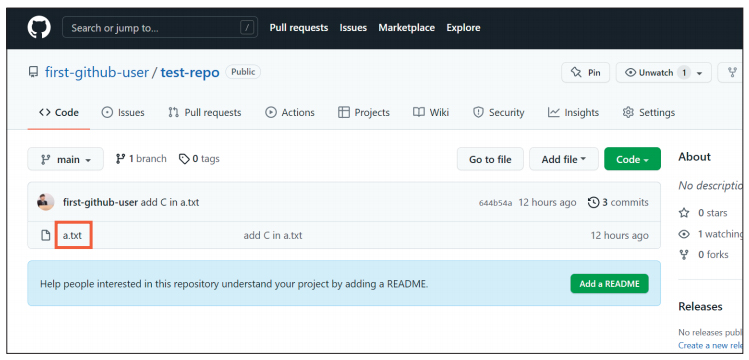 Search or jump to... /
Pull requests Issues Marketplace Explore
first-github-user / test-repo Public
Pin Unwatch 1
Code Issues Pull requests Actions Projects Wiki Security Insights Settings
main 1 branch 0 tags Go to file Add file Code
first-github-user add C in a.txt 644b54a 12 hours ago 3 commits
a.txt add C in a.txt 12 hours ago
Help people interested in this repository understand your project by adding a README. Add a README
About
No descriptio
0 stars
1 watching
0 forks
Releases
No releases publ
Create a new rele